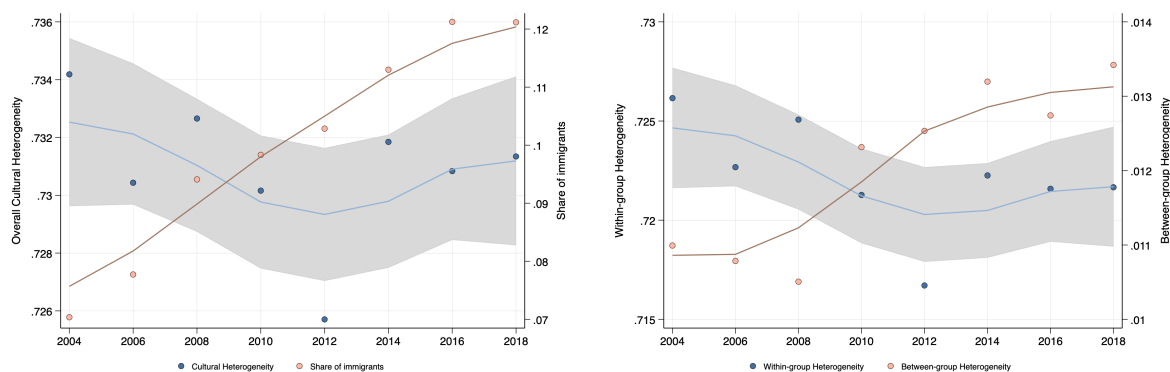 .736
.734
.732
.73
.728
.726
Overall Cultural Heterogeneity
.12
.11
.1
.09
.08
.07
Share of immigrants
2004 2006 2008 2010 2012 2014 2016 2018
Cultural Heterogeneity Share of immigrants
.73
.725
.72
.715
Within-group Heterogeneity
.014
.013
.012
.011
.01
Between-group Heterogeneity
2004 2006 2008 2010 2012 2014 2016 2018
Within-group Heterogeneity Between-group Heterogeneity